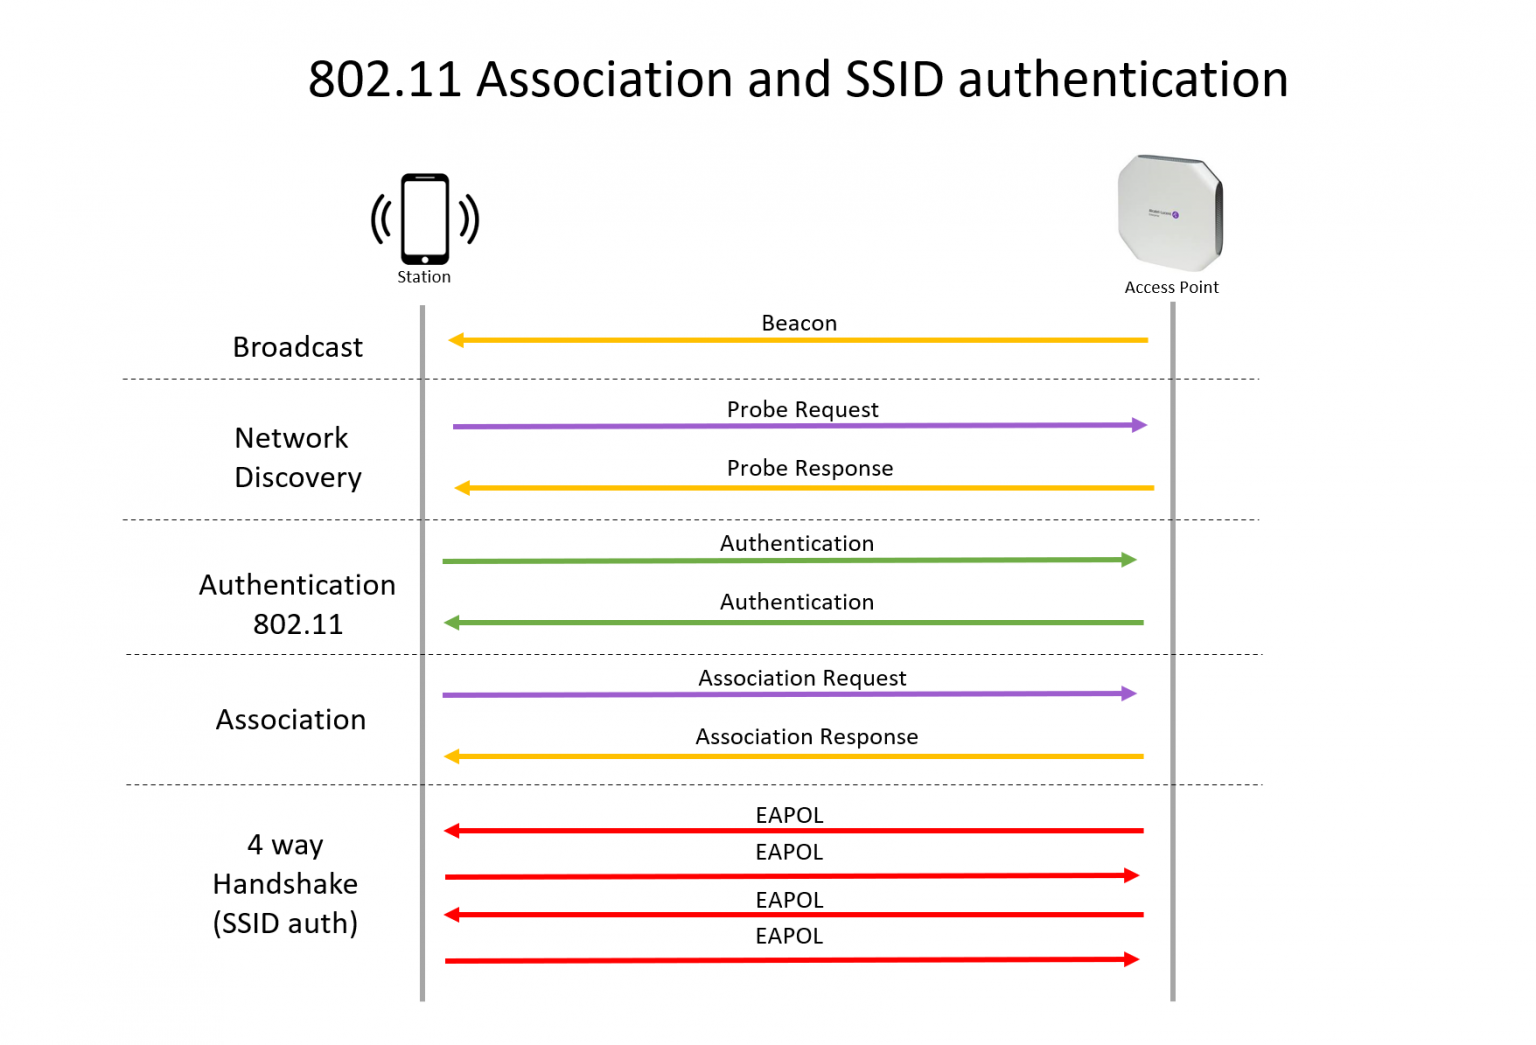 802.11 Association and SSID authentication
Station
Access Point
Broadcast
Beacon
Network
Discovery
Probe Request
Probe Response
Authentication
802.11
Authentication
Authentication
Association
Association Request
Association Response
4 way
Handshake
(SSID auth)
EAPOL
EAPOL
EAPOL
EAPOL